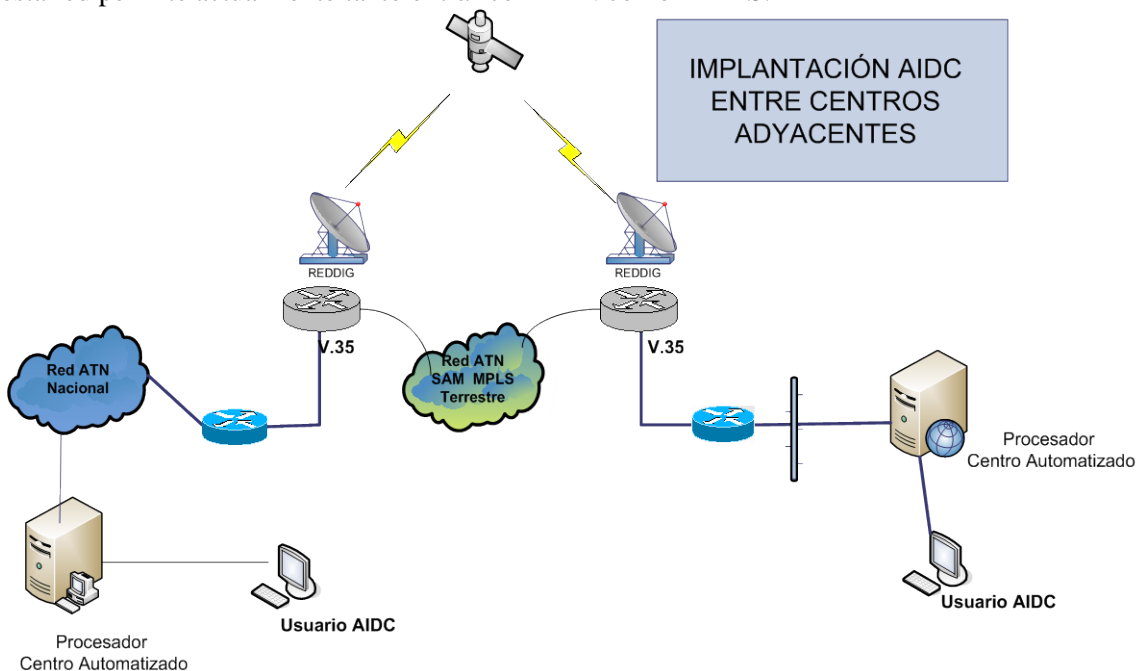 IMPLANTACIÓN AIDC
ENTRE CENTROS
ADYACENTES
REDDIG
REDDIG
V.35
V.35
Red ATN
SAM MPLS
Terrestre
Red ATN
Nacional
Procesador
Centro Automatizado
Usuario AIDC
Usuario AIDC
Procesador
Centro Automatizado